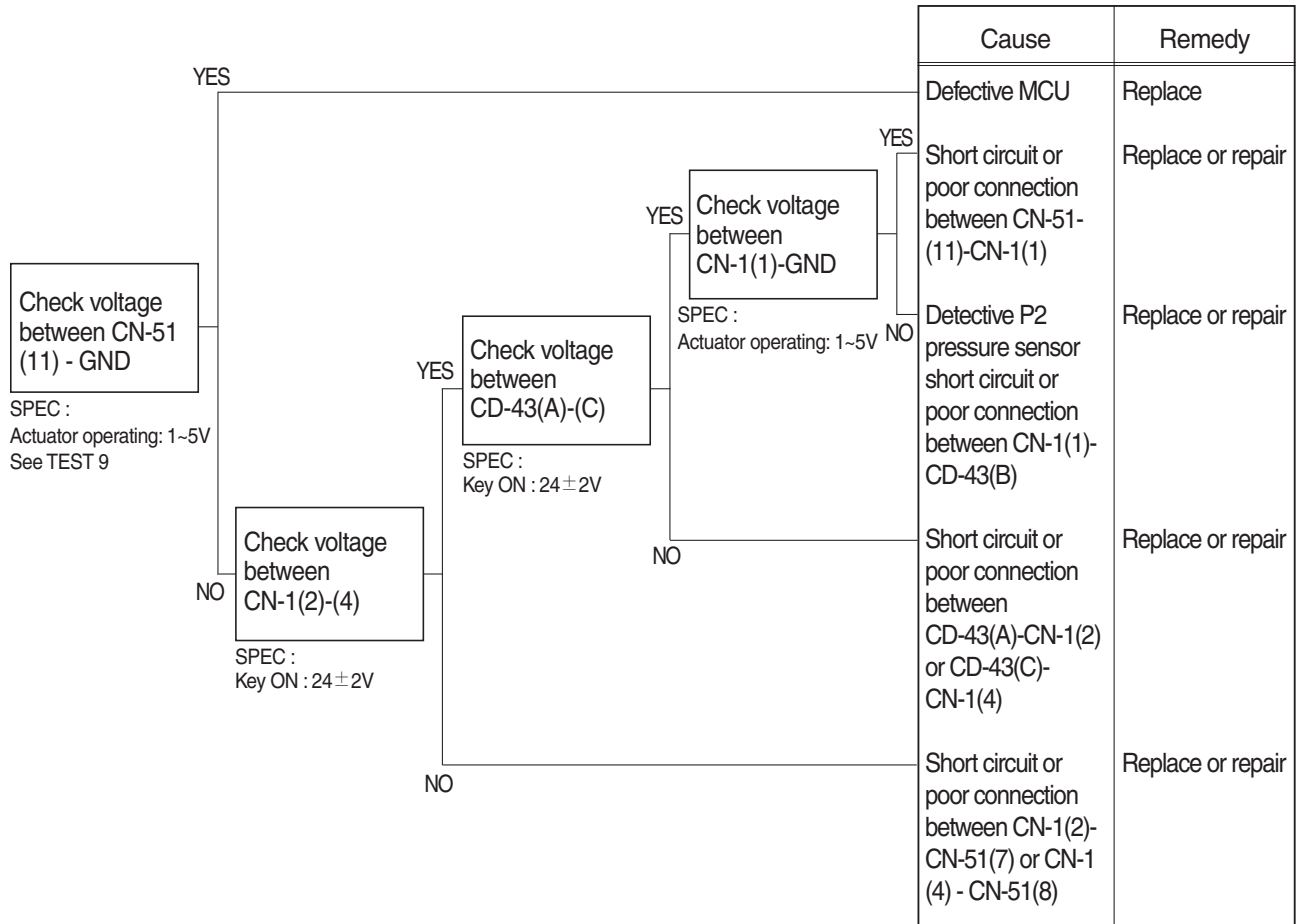 Cause
Remedy
YES
Defective MCU
Replace
YES
Short circuit or
poor connection
between CN-51-
(11)-CN-1(1)
Replace or repair
YES
Check voltage
between
CN-1(1)-GND
SPEC :
Actuator operating: 1~5V
NO
Detective P2
pressure sensor
short circuit or
poor connection
between CN-1(1)-
CD-43(B)
Replace or repair
Check voltage
between CN-51
(11) - GND
SPEC :
Actuator operating: 1~5V
See TEST 9
YES
Check voltage
between
CD-43(A)-(C)
SPEC :
Key ON : 24±2V
NO
Short circuit or
poor connection
between
CD-43(A)-CN-1(2)
or CD-43(C)-
CN-1(4)
Replace or repair
NO
Check voltage
between
CN-1(2)-(4)
SPEC :
Key ON : 24±2V
NO
Short circuit or
poor connection
between CN-1(2)-
CN-51(7) or CN-1
(4) - CN-51(8)
Replace or repair